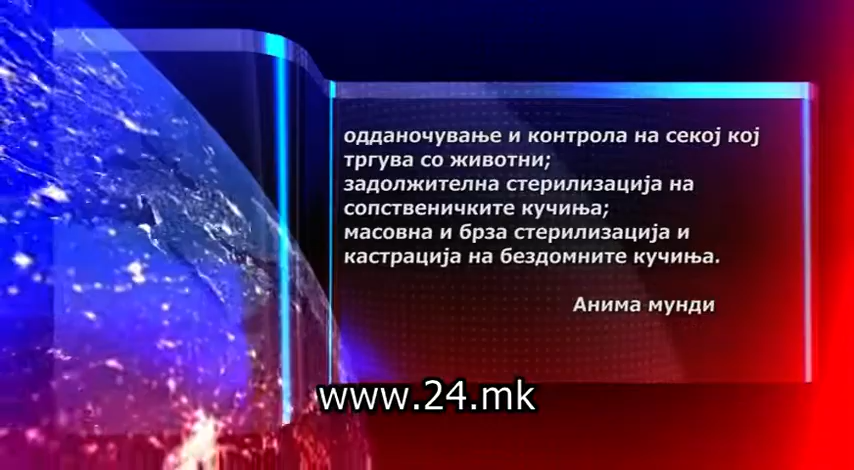 одданочување и контрола на секој кој
тргува со животни;
задолжителна стерилизација на
сопственичките кучиња;
масовна и брза стерилизација и
кастрација на бездомните кучиња.
Анима мунди
www.24.mk